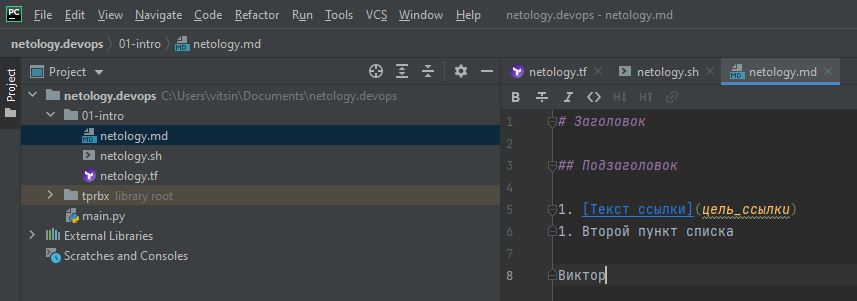 PC File Edit View Navigate Code Refactor Run Tools VCS Window Help netology.devops - netology.md
netology.devops 01-intro MD netology.md
Project
Project
netology.devops C:\Users\vitsin\Documents\netology.devops
01-intro
MD netology.md
netology.sh
netology.tf
tprbx library root
main.py
External Libraries
Scratches and Consoles
netology.tf netology.sh MD netology.md
B I H↓ H↑
1 # Заголовок
2
3 ## Подзаголовок
4
5 1. [Текст ссылки](цель_ссылки)
6 1. Второй пункт списка
7
8 Виктор